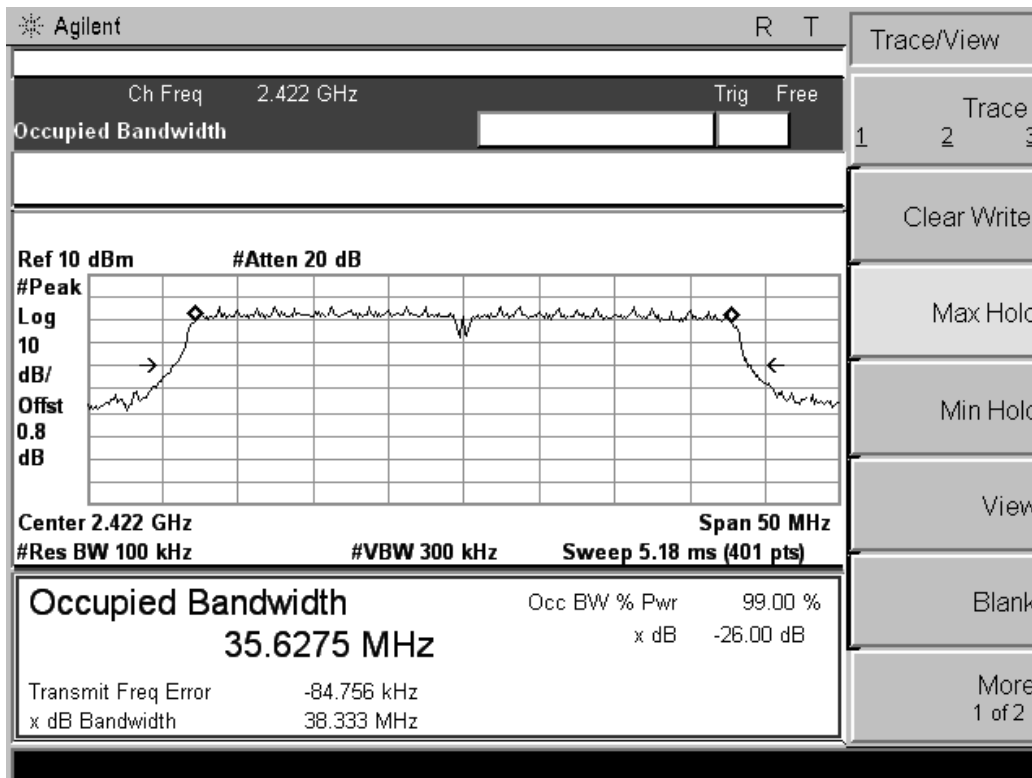 Agilent R T
Trace/View
Ch Freq 2.422 GHz Trig Free
Occupied Bandwidth
Trace
1 2 3
Clear Write
Max Hold
Min Hold
View
Blank
More
1 of 2
Ref 10 dBm #Atten 20 dB
#Peak
Log
10
dB/
Offst
0.8
dB
Center 2.422 GHz Span 50 MHz
#Res BW 100 kHz #VBW 300 kHz Sweep 5.18 ms (401 pts)
Occupied Bandwidth Occ BW % Pwr 99.00 %
35.6275 MHz x dB -26.00 dB
Transmit Freq Error -84.756 kHz
x dB Bandwidth 38.333 MHz